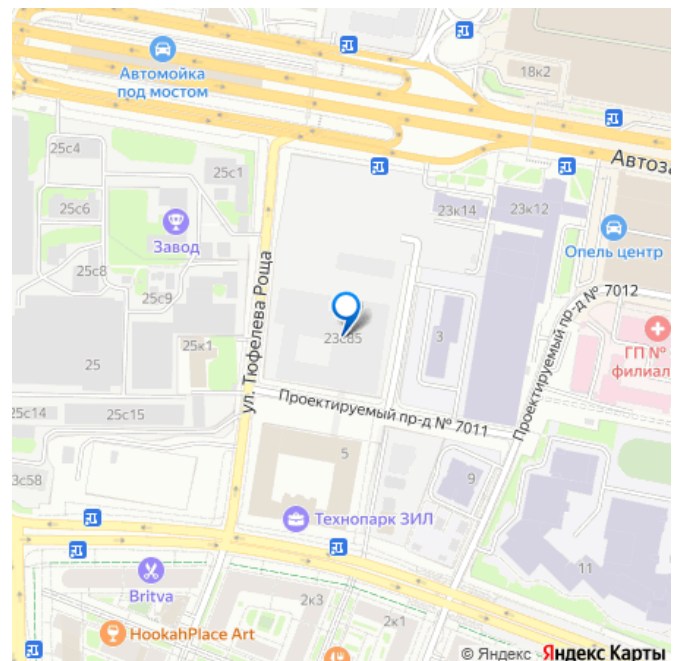 18к2
Автомойка
под мостом
25с4
25с1
Автоза
25с6
23к14
23к12
Завод
Опель центр
25с8
ул. Тюфелева Роща
Проектируемый пр-д № 7012
25с9
23с85
3
25к1
ГП №
филиал
25
Проектируемый пр-д № 7011
25с14
25с15
5
3с58
9
Технопарк ЗИЛ
11
Britva
2к3
2к1
HookahPlace Art
© Яндекс Яндекс Карты